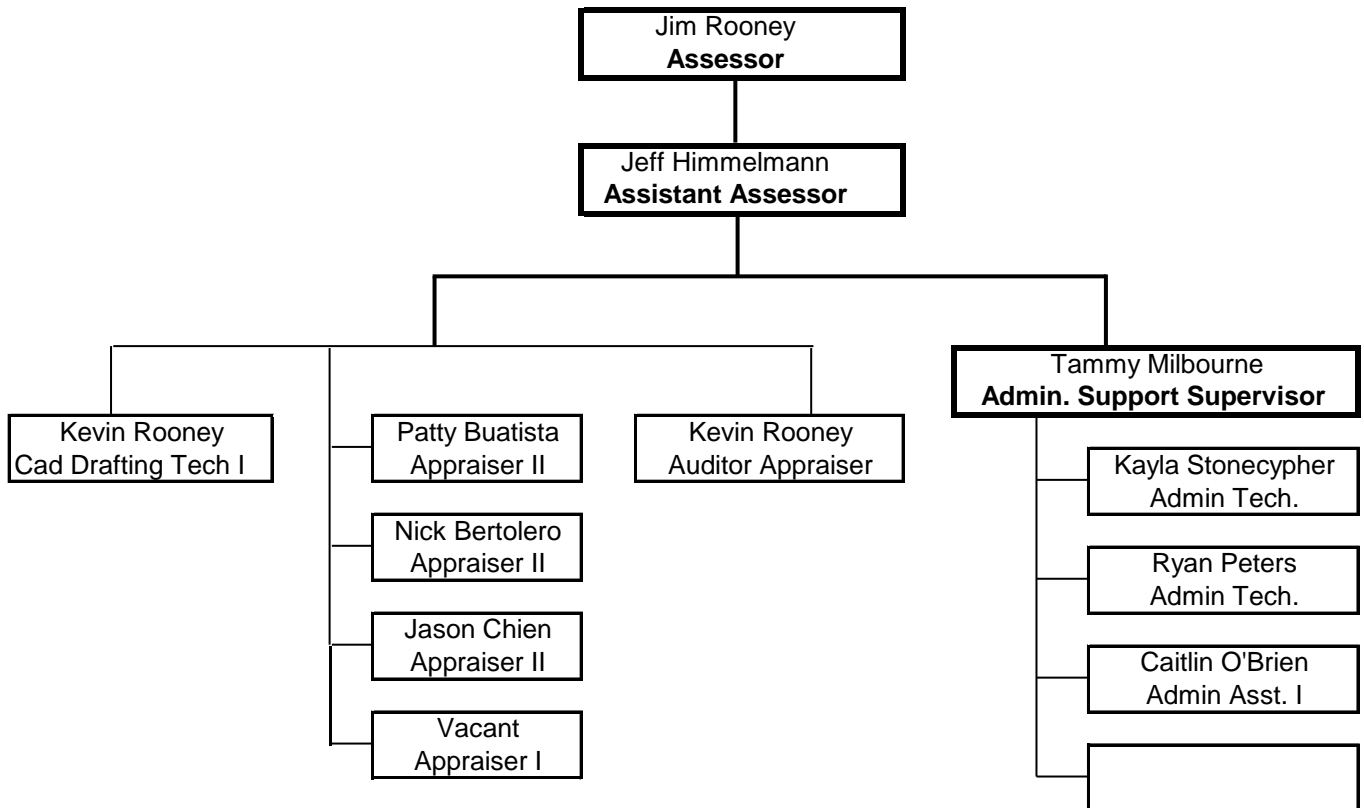 Jim Rooney
Assessor
Jeff Himmelmann
Assistant Assessor
Tammy Milbourne
Admin. Support Supervisor
Kevin Rooney
Cad Drafting Tech I
Patty Buatista
Appraiser II
Kevin Rooney
Auditor Appraiser
Kayla Stonecypher
Admin Tech.
Nick Bertolero
Appraiser II
Ryan Peters
Admin Tech.
Jason Chien
Appraiser II
Caitlin O'Brien
Admin Asst. I
Vacant
Appraiser I